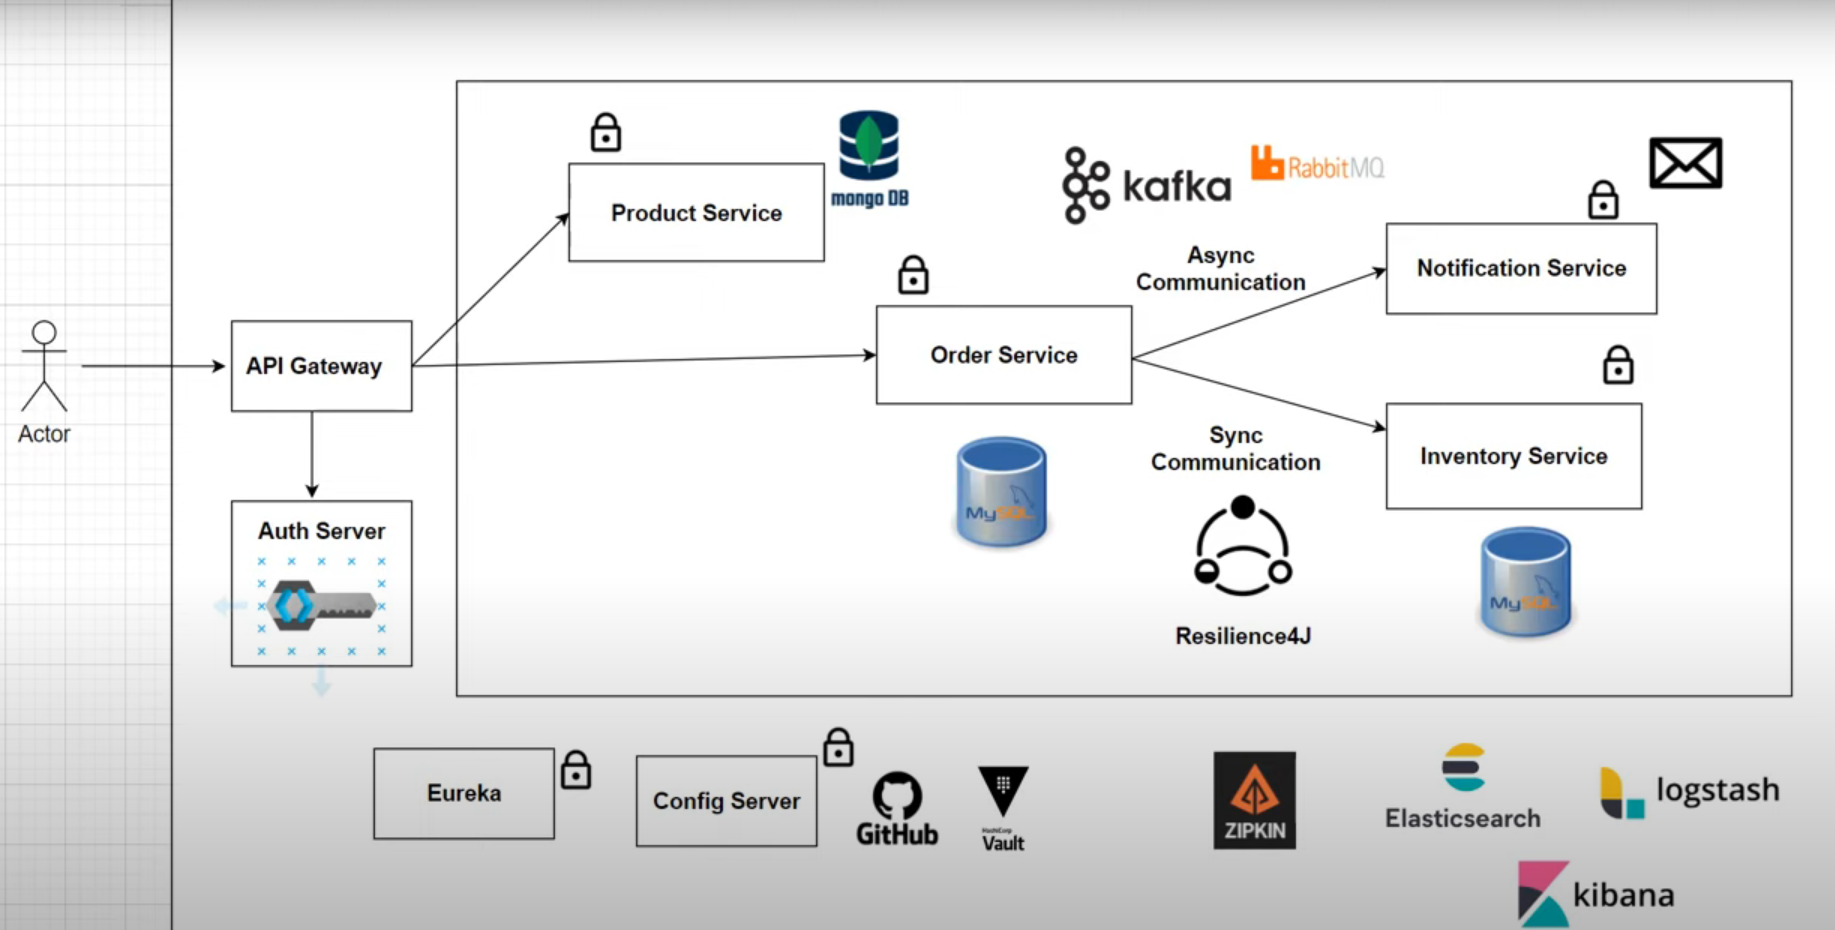 Actor
API Gateway
Auth Server
Product Service
mongo DB
kafka
RabbitMQ
Async
Communication
Order Service
MySQL
Notification Service
Sync
Communication
Resilience4J
Inventory Service
MySQL
Eureka
Config Server
GitHub
HashiCorp
Vault
ZIPKIN
Elasticsearch
logstash
kibana